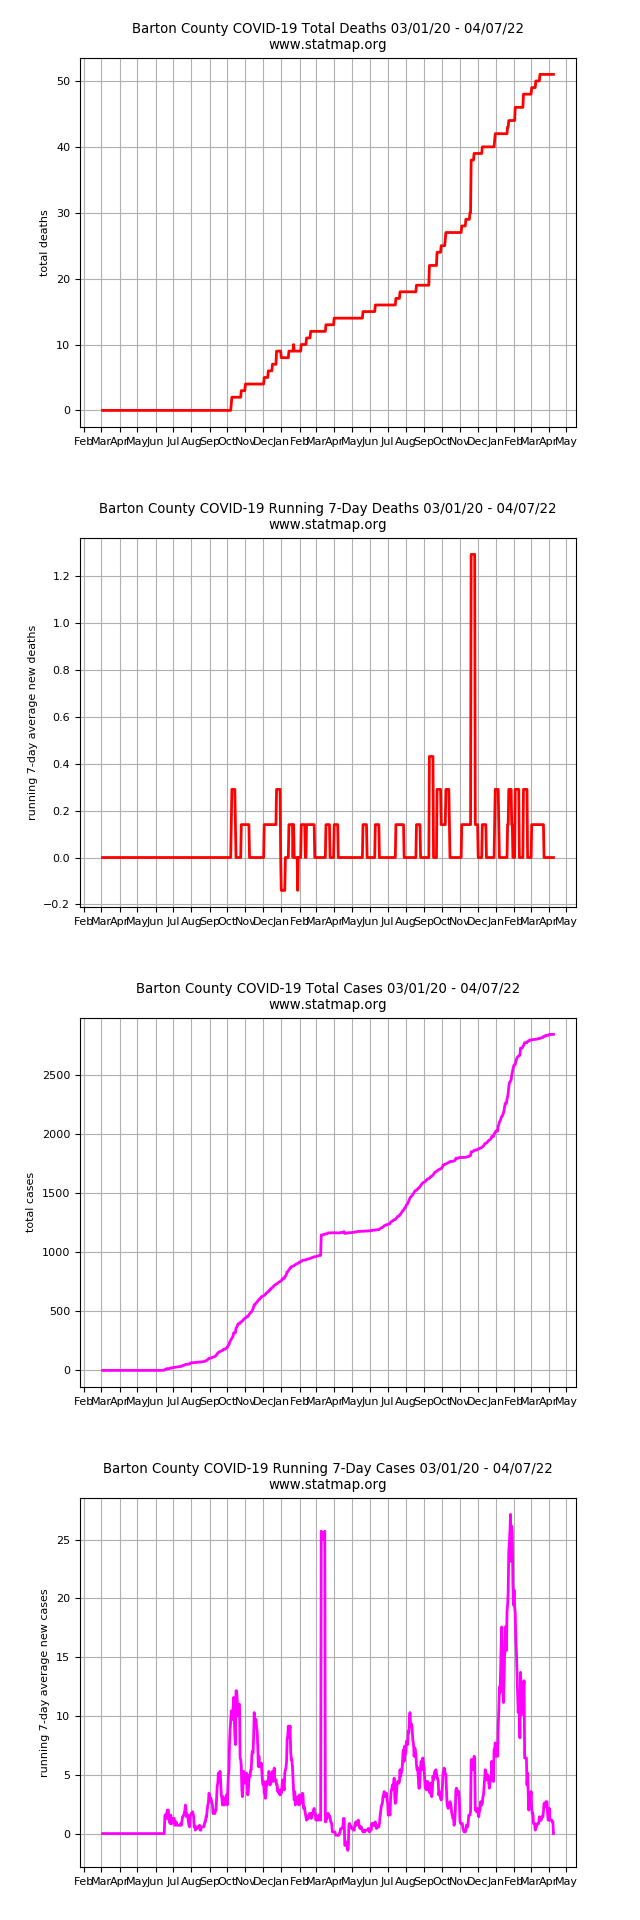 Barton County COVID-19 Total Deaths 03/01/20 - 04/07/22
www.statmap.org
50
40
30
20
10
0
total deaths
Feb Mar Apr May Jun Jul Aug Sep Oct Nov Dec Jan Feb Mar Apr May Jun Jul Aug Sep Oct Nov Dec Jan Feb Mar Apr May
Barton County COVID-19 Running 7-Day Deaths 03/01/20 - 04/07/22
www.statmap.org
1.2
1.0
0.8
0.6
0.4
0.2
0.0
−0.2
running 7-day average new deaths
Feb Mar Apr May Jun Jul Aug Sep Oct Nov Dec Jan Feb Mar Apr May Jun Jul Aug Sep Oct Nov Dec Jan Feb Mar Apr May
Barton County COVID-19 Total Cases 03/01/20 - 04/07/22
www.statmap.org
2500
2000
1500
1000
500
0
total cases
Feb Mar Apr May Jun Jul Aug Sep Oct Nov Dec Jan Feb Mar Apr May Jun Jul Aug Sep Oct Nov Dec Jan Feb Mar Apr May
Barton County COVID-19 Running 7-Day Cases 03/01/20 - 04/07/22
www.statmap.org
25
20
15
10
5
0
running 7-day average new cases
Feb Mar Apr May Jun Jul Aug Sep Oct Nov Dec Jan Feb Mar Apr May Jun Jul Aug Sep Oct Nov Dec Jan Feb Mar Apr May